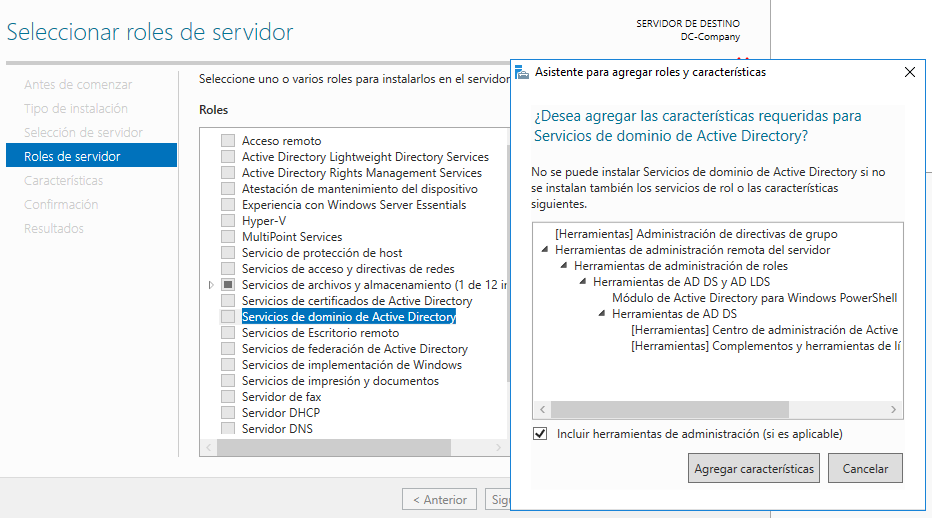 Seleccionar roles de servidor
SERVIDOR DE DESTINO
DC-Company
Antes de comenzar
Tipo de instalación
Selección de servidor
Roles de servidor
Características
Confirmación
Resultados
Seleccione uno o varios roles para instalarlos en el servidor
Roles
Acceso remoto
Active Directory Lightweight Directory Services
Active Directory Rights Management Services
Atestación de mantenimiento del dispositivo
Experiencia con Windows Server Essentials
Hyper-V
MultiPoint Services
Servicio de protección de host
Servicios de acceso y directivas de redes
Servicios de archivos y almacenamiento (1 de 12 in
Servicios de certificados de Active Directory
Servicios de dominio de Active Directory
Servicios de Escritorio remoto
Servicios de federación de Active Directory
Servicios de implementación de Windows
Servicios de impresión y documentos
Servidor de fax
Servidor DHCP
Servidor DNS
< Anterior
Sigu
Asistente para agregar roles y características
¿Desea agregar las características requeridas para
Servicios de dominio de Active Directory?
No se puede instalar Servicios de dominio de Active Directory si no
se instalan también los servicios de rol o las características
siguientes.
[Herramientas] Administración de directivas de grupo
Herramientas de administración remota del servidor
Herramientas de administración de roles
Herramientas de AD DS y AD LDS
Módulo de Active Directory para Windows PowerShell
Herramientas de AD DS
[Herramientas] Centro de administración de Active
[Herramientas] Complementos y herramientas de lí
Incluir herramientas de administración (si es aplicable)
Agregar características
Cancelar